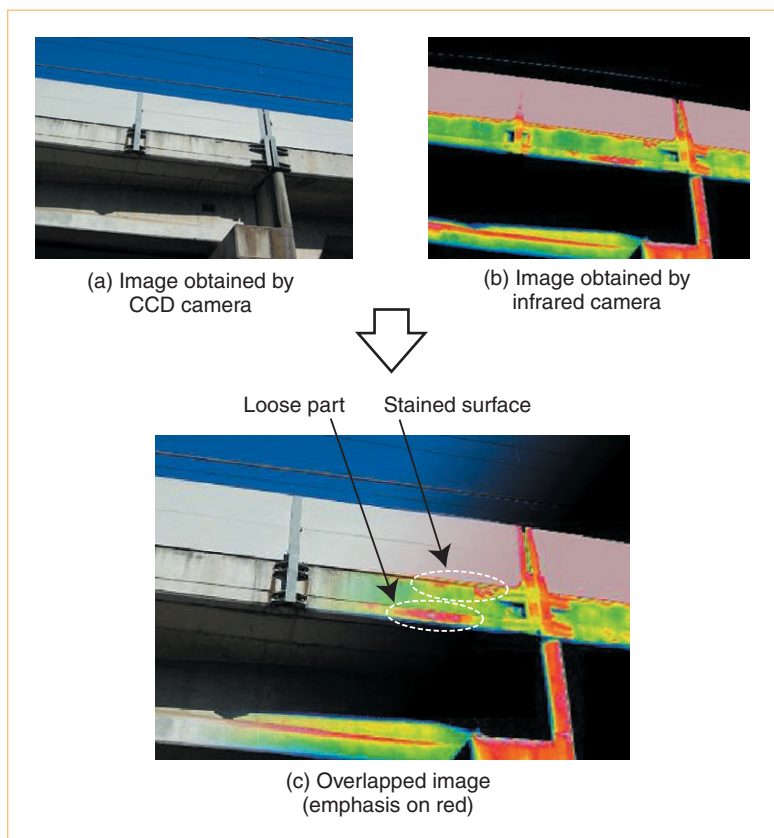 (a) Image obtained by
CCD camera
(b) Image obtained by
infrared camera
Loose part
Stained surface
(c) Overlapped image
(emphasis on red)